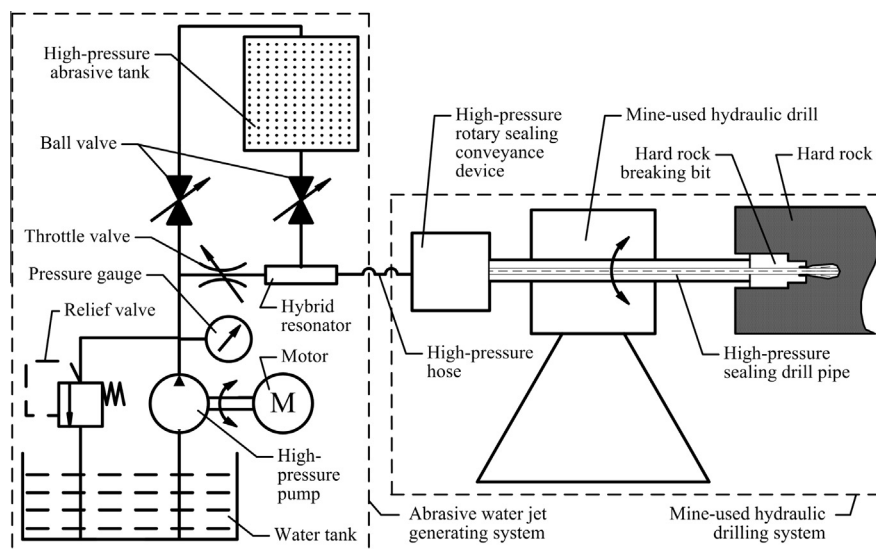 High-pressure
abrasive tank
Ball valve
Throttle valve
Pressure gauge
Relief valve
Hybrid
resonator
Motor
M
High-
pressure
pump
Water tank
High-pressure
rotary sealing
conveyance
device
Mine-used hydraulic drill
Hard rock
breaking bit
Hard rock
High-pressure
hose
High-pressure
sealing drill pipe
Abrasive water jet
generating system
Mine-used hydraulic
drilling system